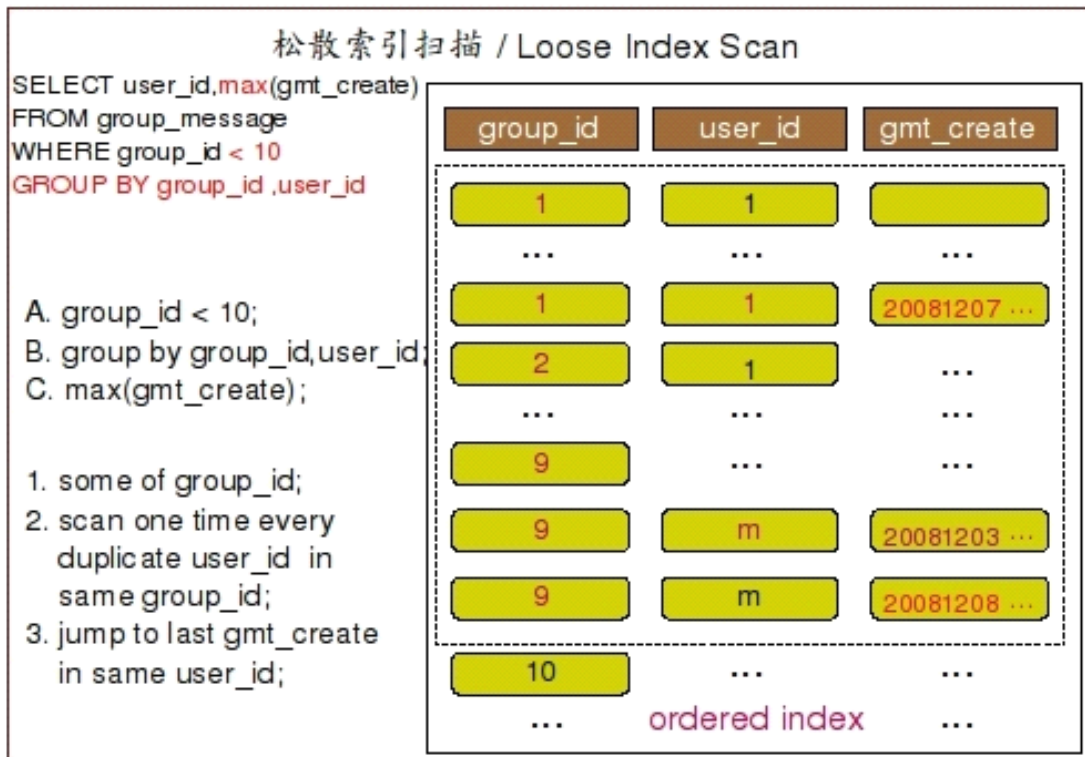 松散索引扫描 / Loose Index Scan
SELECT user_id,max(gmt_create)
FROM group_message
WHERE group_id < 10
GROUP BY group_id ,user_id
A. group_id < 10;
B. group by group_id,user_id;
C. max(gmt_create);
1. some of group_id;
2. scan one time every
duplicate user_id in
same group_id;
3. jump to last gmt_create
in same user_id;
group_id user_id gmt_create
1 1
... ... ...
1 1 20081207 ...
2 1 ...
... ... ...
9 ... ...
9 m 20081203 ...
9 m 20081208 ...
10 ... ...
... ordered index ...